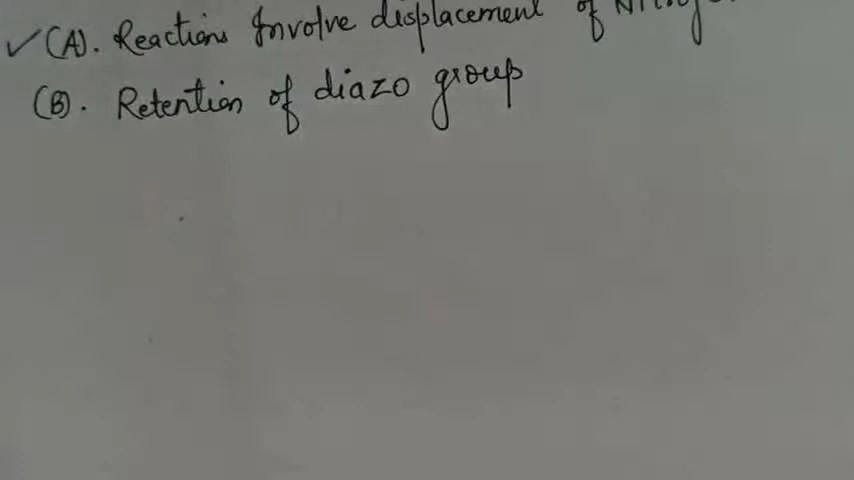 ✓ (A). Reactions Involve displacement of
(B). Retention of diazo group